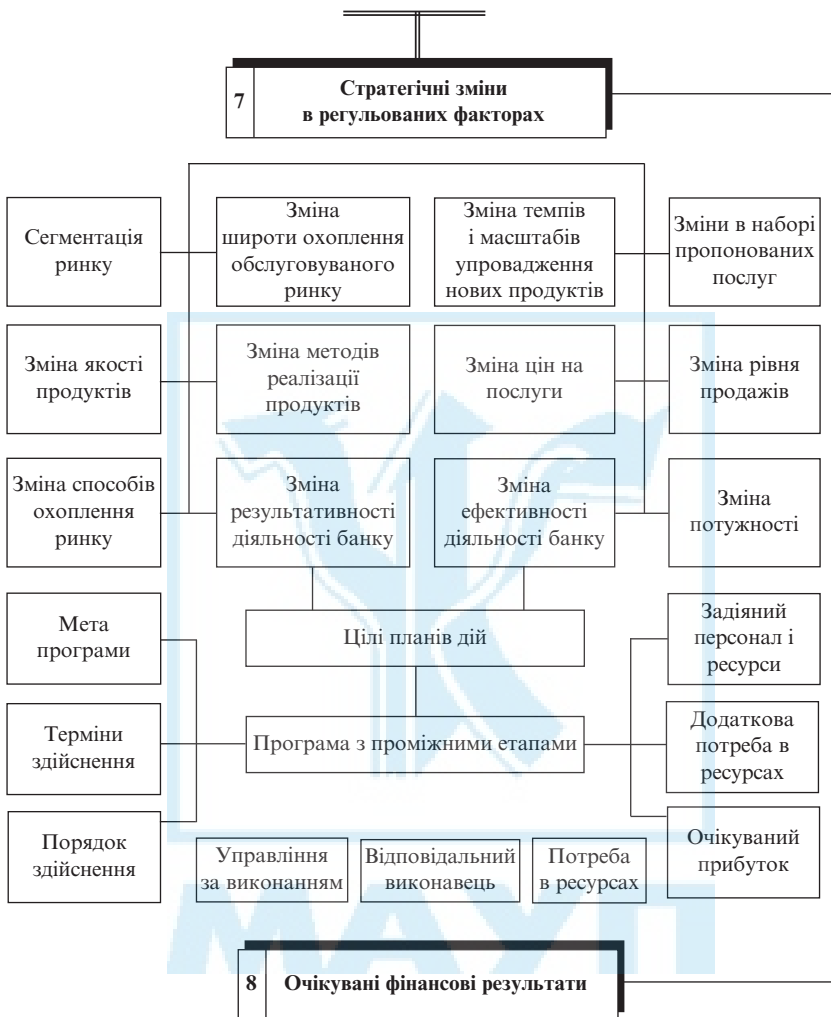 7
Стратегічні зміни
в регульованих факторах
Сегментація
ринку
Зміна
широти охоплення
обслуговуваного
ринку
Зміна темпів
і масштабів
упровадження
нових продуктів
Зміни в наборі
пропонованих
послуг
Зміна якості
продуктів
Зміна методів
реалізації
продуктів
Зміна цін на
послуги
Зміна рівня
продажів
Зміна способів
охоплення
ринку
Зміна
результативності
діяльності банку
Зміна
ефективності
діяльності банку
Зміна
потужності
Мета
програми
Цілі планів дій
Задіяний
персонал і
ресурси
Терміни
здійснення
Програма з проміжними етапами
Додаткова
потреба в
ресурсах
Порядок
здійснення
Управління
за виконанням
Відповідальний
виконавець
Потреба
в ресурсах
Очікуваний
прибуток
МАУП
8
Очікувані фінансові результати